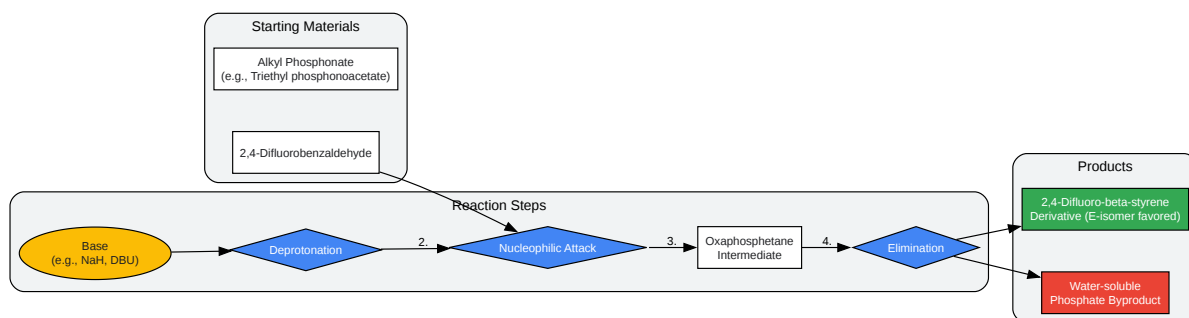 Starting Materials
Alkyl Phosphonate
(e.g., Triethyl phosphonoacetate)
2,4-Difluorobenzaldehyde
Reaction Steps
Base
(e.g., NaH, DBU)
Deprotonation
2.
Nucleophilic Attack
3.
Oxaphosphetane
Intermediate
4.
Elimination
Products
2,4-Difluoro-beta-styrene
Derivative (E-isomer favored)
Water-soluble
Phosphate Byproduct